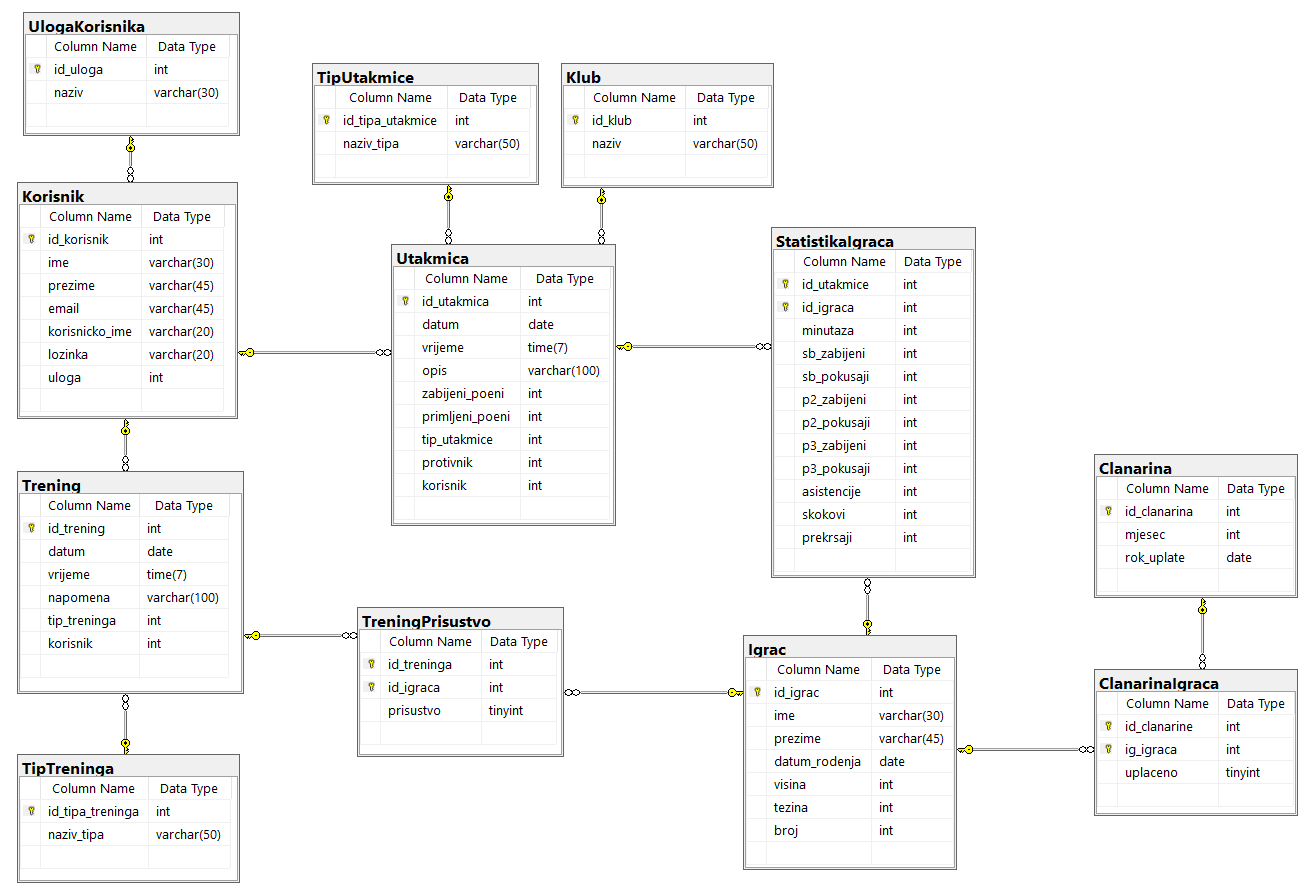 UlogaKorisnika
Column Name Data Type
id_uloga int
naziv varchar(30)
Korisnik
Column Name Data Type
id_korisnik int
ime varchar(30)
prezime varchar(45)
email varchar(45)
korisnicko_ime varchar(20)
lozinka varchar(20)
uloga int
Trening
Column Name Data Type
id_trening int
datum date
vrijeme time(7)
napomena varchar(100)
tip_treninga int
korisnik int
TipTreninga
Column Name Data Type
id_tipa_treninga int
naziv_tipa varchar(50)
TipUtakmice
Column Name Data Type
id_tipa_utakmice int
naziv_tipa varchar(50)
Klub
Column Name Data Type
id_klub int
naziv varchar(50)
Utakmica
Column Name Data Type
id_utakmica int
datum date
vrijeme time(7)
opis varchar(100)
zabijeni_poeni int
primljeni_poeni int
tip_utakmice int
protivnik int
korisnik int
TreningPrisustvo
Column Name Data Type
id_treninga int
id_igraca int
prisustvo tinyint
StatistikaIgraca
Column Name Data Type
id_utakmice int
id_igraca int
minutaza int
sb_zabijeni int
sb_pokusaji int
p2_zabijeni int
p2_pokusaji int
p3_zabijeni int
p3_pokusaji int
asistencije int
skokovi int
prekrsaji int
Igrac
Column Name Data Type
id_igrac int
ime varchar(30)
prezime varchar(45)
datum_rodenja date
visina int
tezina int
broj int
Clanarina
Column Name Data Type
id_clanarina int
mjesec int
rok_uplate date
ClanarinaIgraca
Column Name Data Type
id_clanarine int
ig_igraca int
uplaceno tinyint